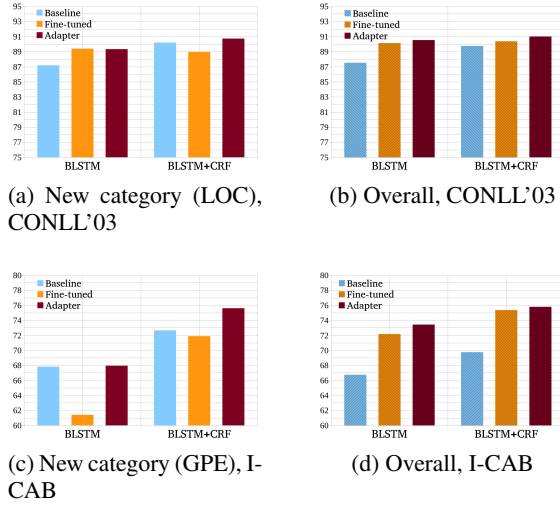 95
93
91
89
87
85
83
81
79
77
75
Baseline
Fine-tuned
Adapter
BLSTM
BLSTM+CRF
(a) New category (LOC),
CONLL'03
95
93
91
89
87
85
83
81
79
77
75
Baseline
Fine-tuned
Adapter
BLSTM
BLSTM+CRF
(b) Overall, CONLL'03
80
78
76
74
72
70
68
66
64
62
60
Baseline
Fine-tuned
Adapter
BLSTM
BLSTM+CRF
(c) New category (GPE), I-
CAB
80
78
76
74
72
70
68
66
64
62
60
Baseline
Fine-tuned
Adapter
BLSTM
BLSTM+CRF
(d) Overall, I-CAB